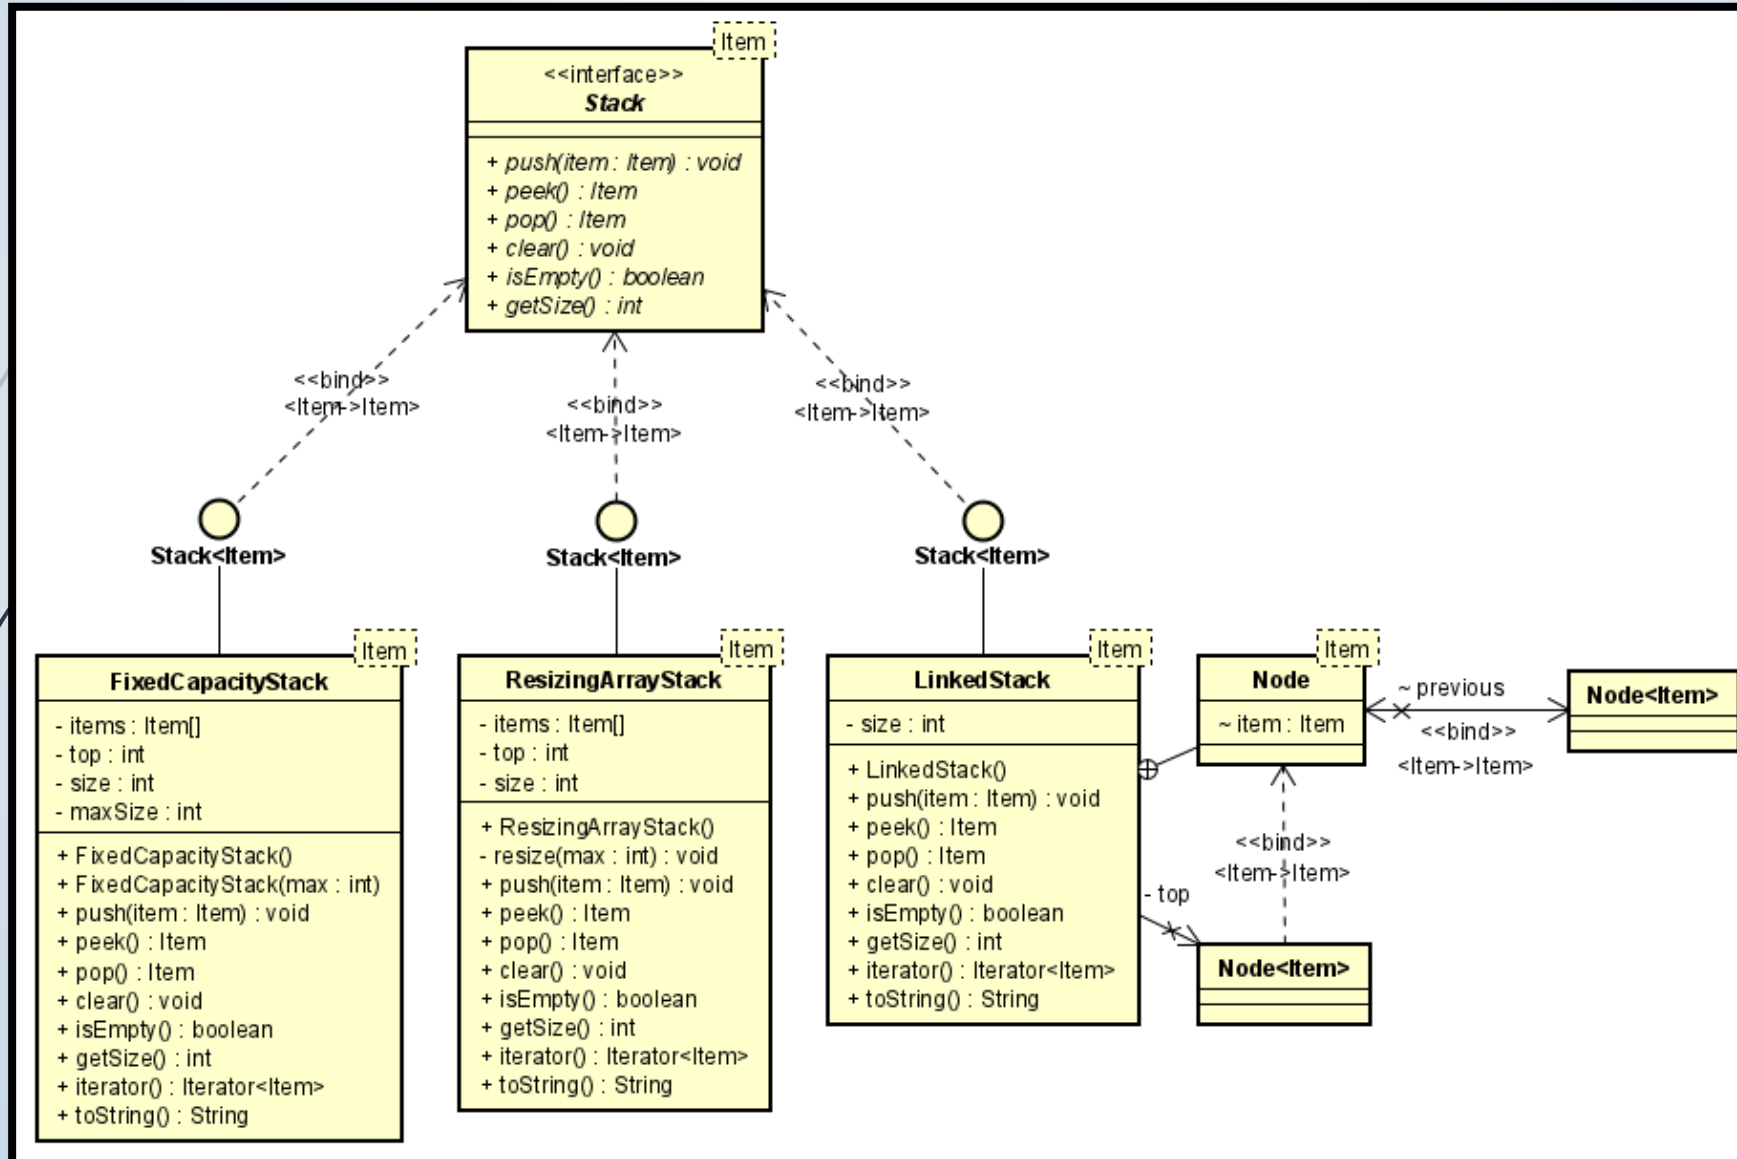 Item
<<interface>>
Stack
+ push(item : Item) : void
+ peek() : Item
+ pop() : Item
+ clear() : void
+ isEmpty() : boolean
+ getSize() : int
<<bind>>
<Item->Item>
<<bind>>
<Item->Item>
<<bind>>
<Item->Item>
Stack<Item>
Stack<Item>
Stack<Item>
Item
FixedCapacityStack
- items : Item[]
- top : int
- size : int
- maxSize : int
+ FixedCapacityStack()
+ FixedCapacityStack(max : int)
+ push(item : Item) : void
+ peek() : Item
+ pop() : Item
+ clear() : void
+ isEmpty() : boolean
+ getSize() : int
+ iterator() : Iterator<Item>
+ toString() : String
Item
ResizingArrayStack
- items : Item[]
- top : int
- size : int
+ ResizingArrayStack()
- resize(max : int) : void
+ push(item : Item) : void
+ peek() : Item
+ pop() : Item
+ clear() : void
+ isEmpty() : boolean
+ getSize() : int
+ iterator() : Iterator<Item>
+ toString() : String
Item
LinkedStack
- size : int
+ LinkedStack()
+ push(item : Item) : void
+ peek() : Item
+ pop() : Item
+ clear() : void
+ isEmpty() : boolean
+ getSize() : int
+ iterator() : Iterator<Item>
+ toString() : String
Item
Node
~ item : Item
~ previous
<<bind>>
<Item->Item>
Node<Item>
<<bind>>
<Item->Item>
- top
Node<Item>